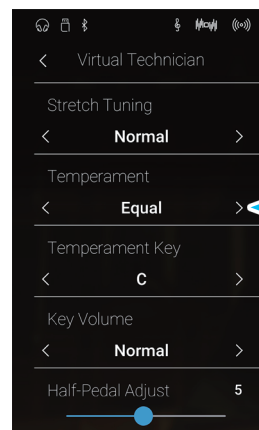 < Virtual Technician
Stretch Tuning
< Normal >
Temperament
< Equal >
Temperament Key
< C >
Key Volume
< Normal >
Half-Pedal Adjust 5